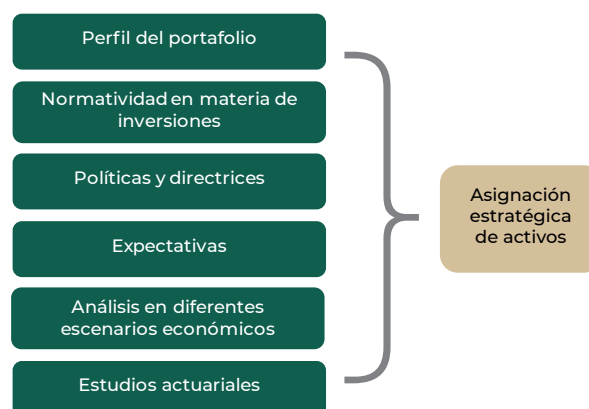 Perfil del portafolio
Normatividad en materia de
inversiones
Políticas y directrices
Expectativas
Análisis en diferentes
escenarios económicos
Estudios actuariales
Asignación
estratégica
de activos